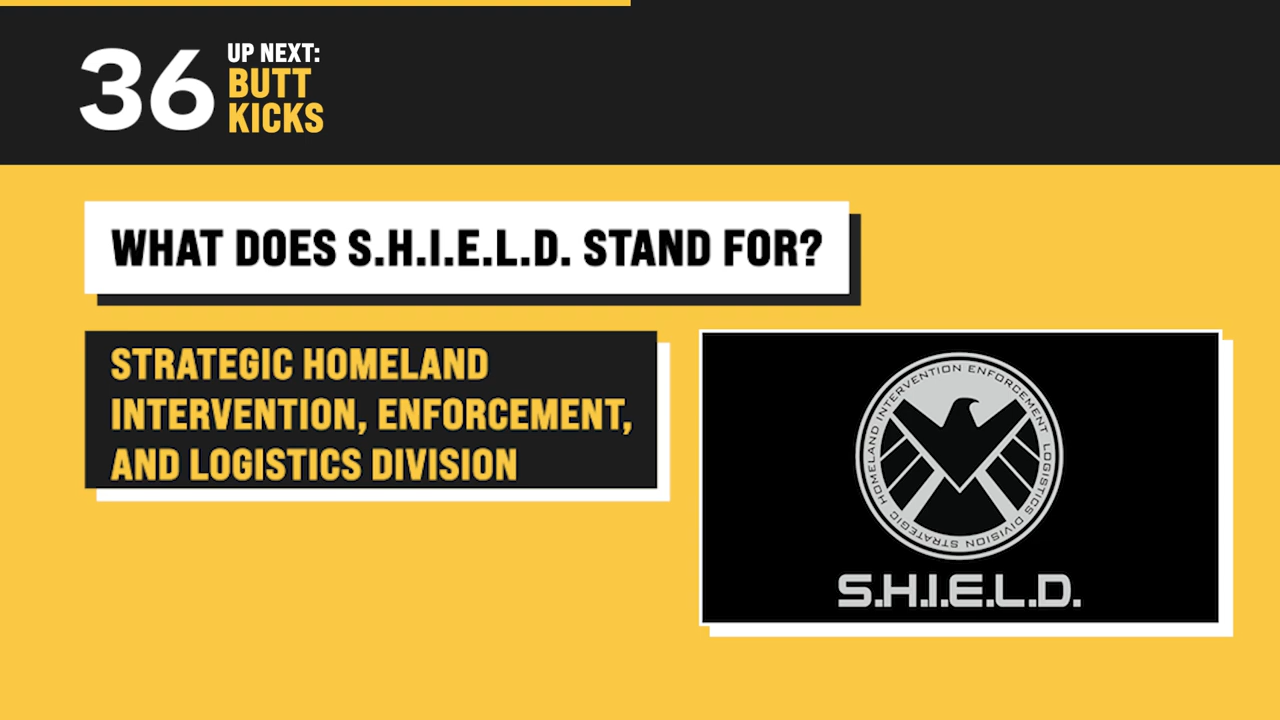 36
UP NEXT:
BUTT
KICKS
WHAT DOES S.H.I.E.L.D. STAND FOR?
STRATEGIC HOMELAND
INTERVENTION, ENFORCEMENT,
AND LOGISTICS DIVISION
STRATEGIC HOMELAND INTERVENTION ENFORCEMENT LOGISTICS DIVISION
S.H.I.E.L.D.